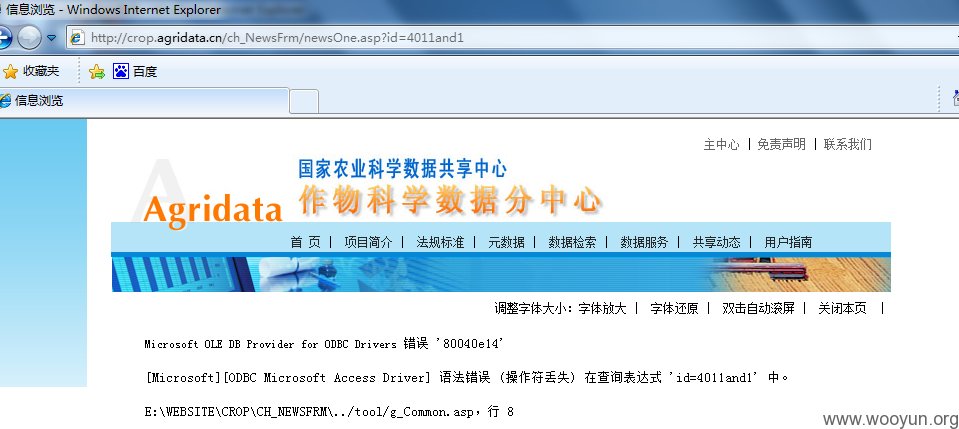 信息浏览 - Windows Internet Explorer
http://crop.agridata.cn/ch_NewsFrm/newsOne.asp?id=4011and1
收藏夹 百度
信息浏览
主中心 | 免责声明 | 联系我们
国家农业科学数据共享中心
Agridata 作物科学数据分中心
首 页 | 项目简介 | 法规标准 | 元数据 | 数据检索 | 数据服务 | 共享动态 | 用户指南
调整字体大小: 字体放大 | 字体还原 | 双击自动滚屏 | 关闭本页 |
Microsoft OLE DB Provider for ODBC Drivers 错误 '80040e14'
[Microsoft][ODBC Microsoft Access Driver] 语法错误 (操作符丢失) 在查询表达式 'id=4011and1' 中。
E:\WEBSITE\CROP\CH_NEWSFRM\../tool/g_Common.asp，行 8
www.wooyun.org